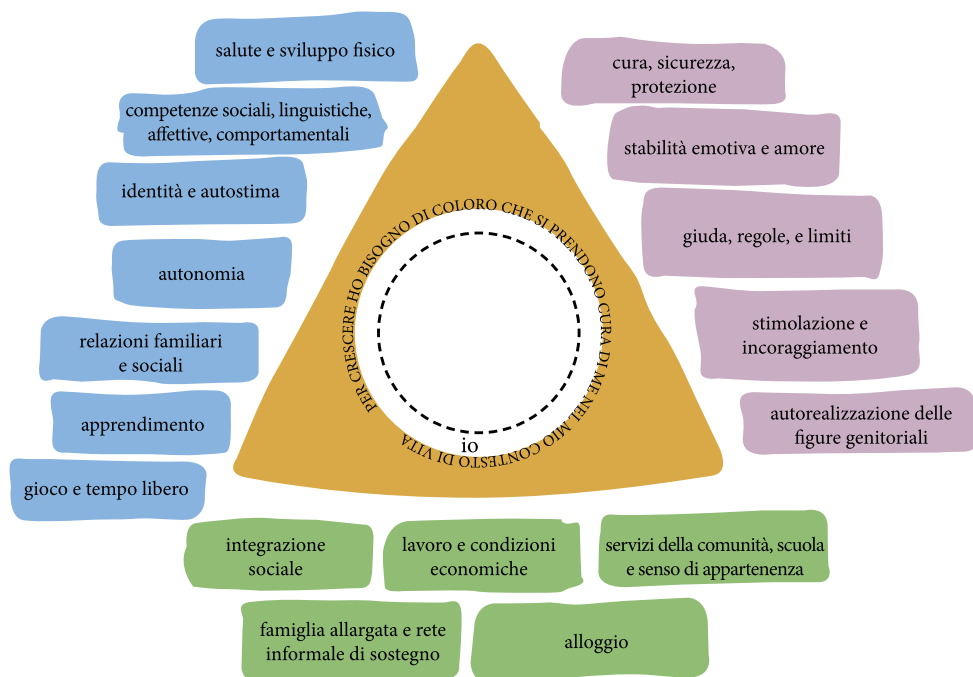 salute e sviluppo fisico
competenze sociali, linguistiche,
affettive, comportamentali
identità e autostima
autonomia
relazioni familiari
e sociali
apprendimento
gioco e tempo libero
PER CRESCERE HO BISOGNO DI COLORO CHE SI PRENDONO CURA DI ME NEL MIO CONTESTO DI VITA
io
cura, sicurezza,
protezione
stabilità emotiva e amore
giuda, regole, e limiti
stimolazione e
incoraggiamento
autorealizzazione delle
figure genitoriali
integrazione
sociale
lavoro e condizioni
economiche
servizi della comunità, scuola
e senso di appartenenza
famiglia allargata e rete
informale di sostegno
alloggio